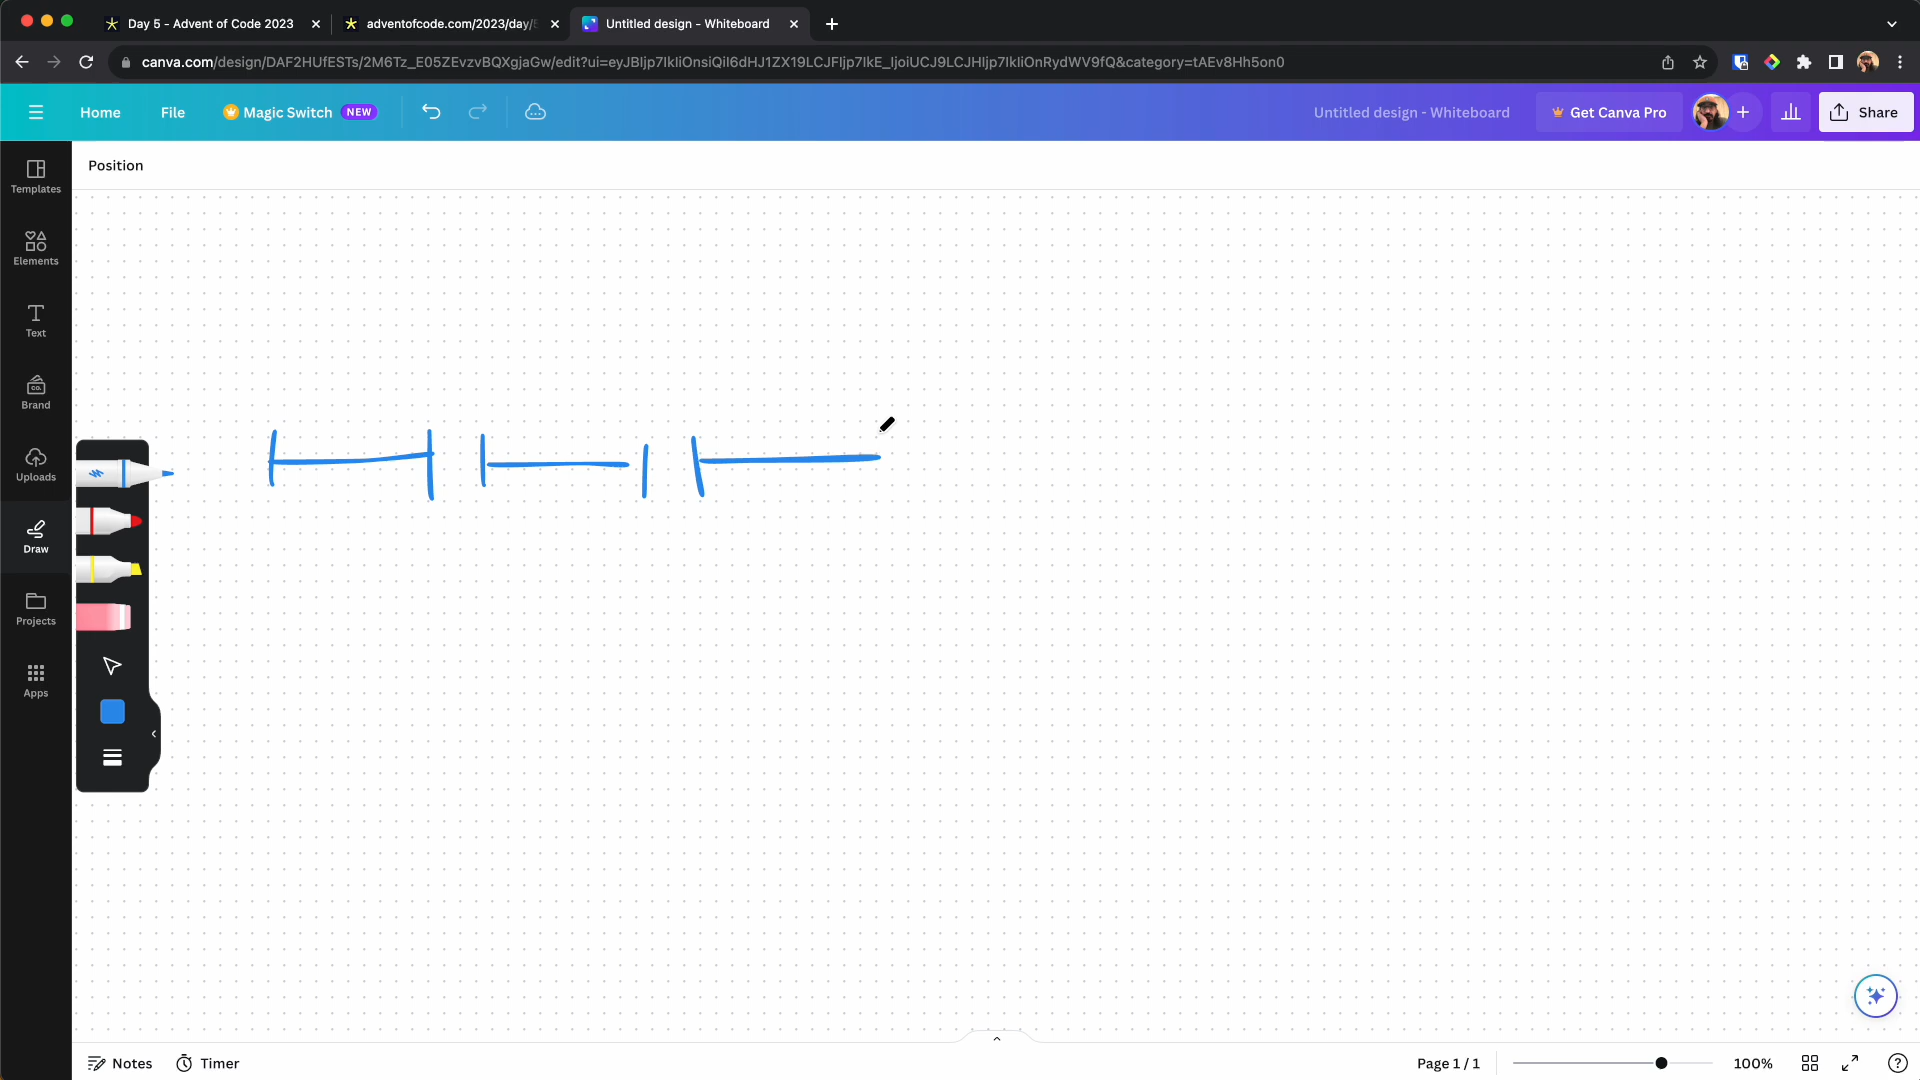 Day 5 - Advent of Code 2023
adventofcode.com/2023/day/5
Untitled design - Whiteboard
canva.com/design/DAF2HUfESTs/2M6Tz_E05ZEvzvBQXgjaGw/edit?ui=eyJBIjp7IkIiOnsiQiI6dHJ1ZX19LCJFIjp7IkE_IjoiUCJ9LCJHIjp7IkIiOnRydWV9fQ&category=tAEv8Hh5on0
Home
File
Magic Switch NEW
Untitled design - Whiteboard
Get Canva Pro
Share
Position
Templates
Elements
Text
Brand
Uploads
Draw
Projects
Apps
Notes
Timer
Page 1 / 1
100%